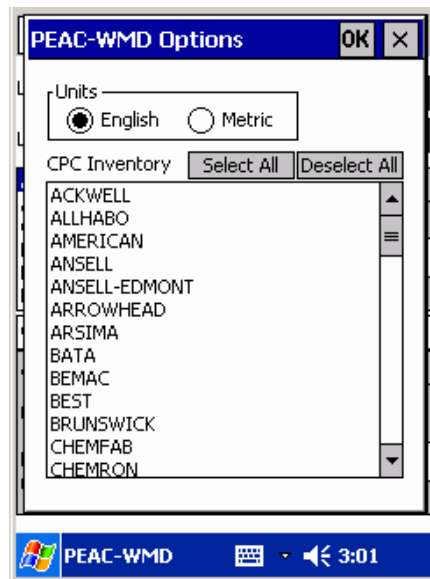 PEAC-WMD Options OK
Units
English Metric
CPC Inventory Select All Deselect All
ACKWELL
ALLHABO
AMERICAN
ANSELL
ANSELL-EDMONT
ARROWHEAD
ARSIMA
BATA
BEMAC
BEST
BRUNSWICK
CHEMFAB
CHEMRON
PEAC-WMD 3:01